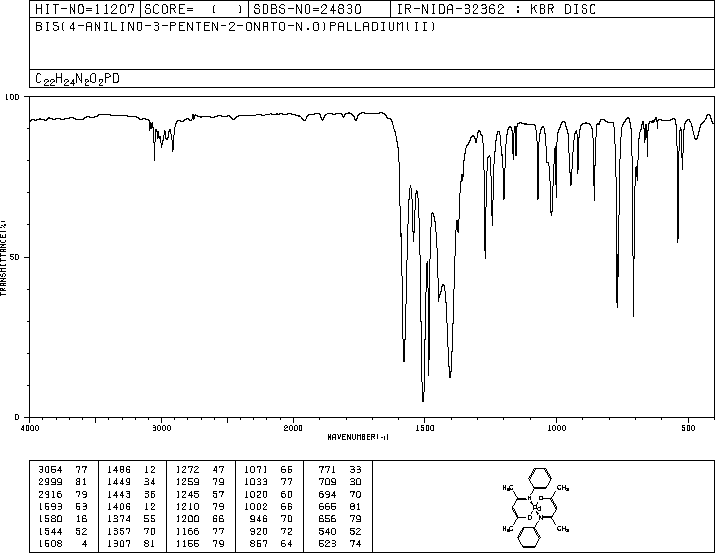 HIT-NO=11207 SCORE= ( ) SDBS-NO=24830 IR-NIDA-32362 : KBR DISC
BIS(4-ANILINO-3-PENTEN-2-ONATO-N,O)PALLADIUM(II)
C22H24N2O2PD
100
50
0
TRANSMITTANCE(%)
4000 3000 2000 1500 1000 500
WAVENUMBER(-1)
3064 77 1486 12 1272 47 1071 66 771 33
2999 81 1449 34 1259 79 1033 77 709 30
2916 79 1443 36 1245 57 1020 60 694 70
1593 63 1406 12 1210 79 1002 66 665 81
1580 16 1374 55 1200 66 946 70 656 79
1544 52 1357 70 1166 77 920 72 540 52
1508 4 1307 81 1155 79 857 64 523 74
H3C CH3
N O
Pd
O N
H3C CH3